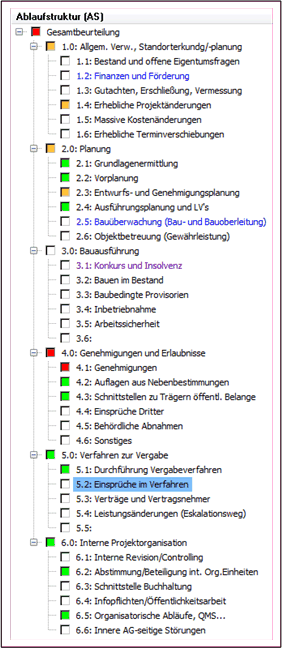 Ablaufstruktur (AS)
Gesamtbeurteilung
1.0: Allgem. Verw., Standorterkundg/-planung
1.1: Bestand und offene Eigentumsfragen
1.2: Finanzen und Förderung
1.3: Gutachten, Erschließung, Vermessung
1.4: Erhebliche Projektänderungen
1.5: Massive Kostenänderungen
1.6: Erhebliche Terminverschiebungen
2.0: Planung
2.1: Grundlagenermittlung
2.2: Vorplanung
2.3: Entwurfs- und Genehmigungsplanung
2.4: Ausführungsplanung und LV's
2.5: Bauüberwachung (Bau- und Bauoberleitung)
2.6: Objektbetreuung (Gewährleistung)
3.0: Bauausführung
3.1: Konkurs und Insolvenz
3.2: Bauen im Bestand
3.3: Baubedingte Provisorien
3.4: Inbetriebnahme
3.5: Arbeitssicherheit
3.6:
4.0: Genehmigungen und Erlaubnisse
4.1: Genehmigungen
4.2: Auflagen aus Nebenbestimmungen
4.3: Schnittstellen zu Trägern öffentl. Belange
4.4: Einsprüche Dritter
4.5: Behördliche Abnahmen
4.6: Sonstiges
5.0: Verfahren zur Vergabe
5.1: Durchführung Vergabeverfahren
5.2: Einsprüche im Verfahren
5.3: Verträge und Vertragsnehmer
5.4: Leistungsänderungen (Eskalationsweg)
5.5:
6.0: Interne Projektorganisation
6.1: Interne Revision/Controlling
6.2: Abstimmung/Beteiligung int. Org.Einheiten
6.3: Schnittstelle Buchhaltung
6.4: Infopflichten/Öffentlichkeitsarbeit
6.5: Organisatorische Abläufe, QMS...
6.6: Innere AG-seitige Störungen